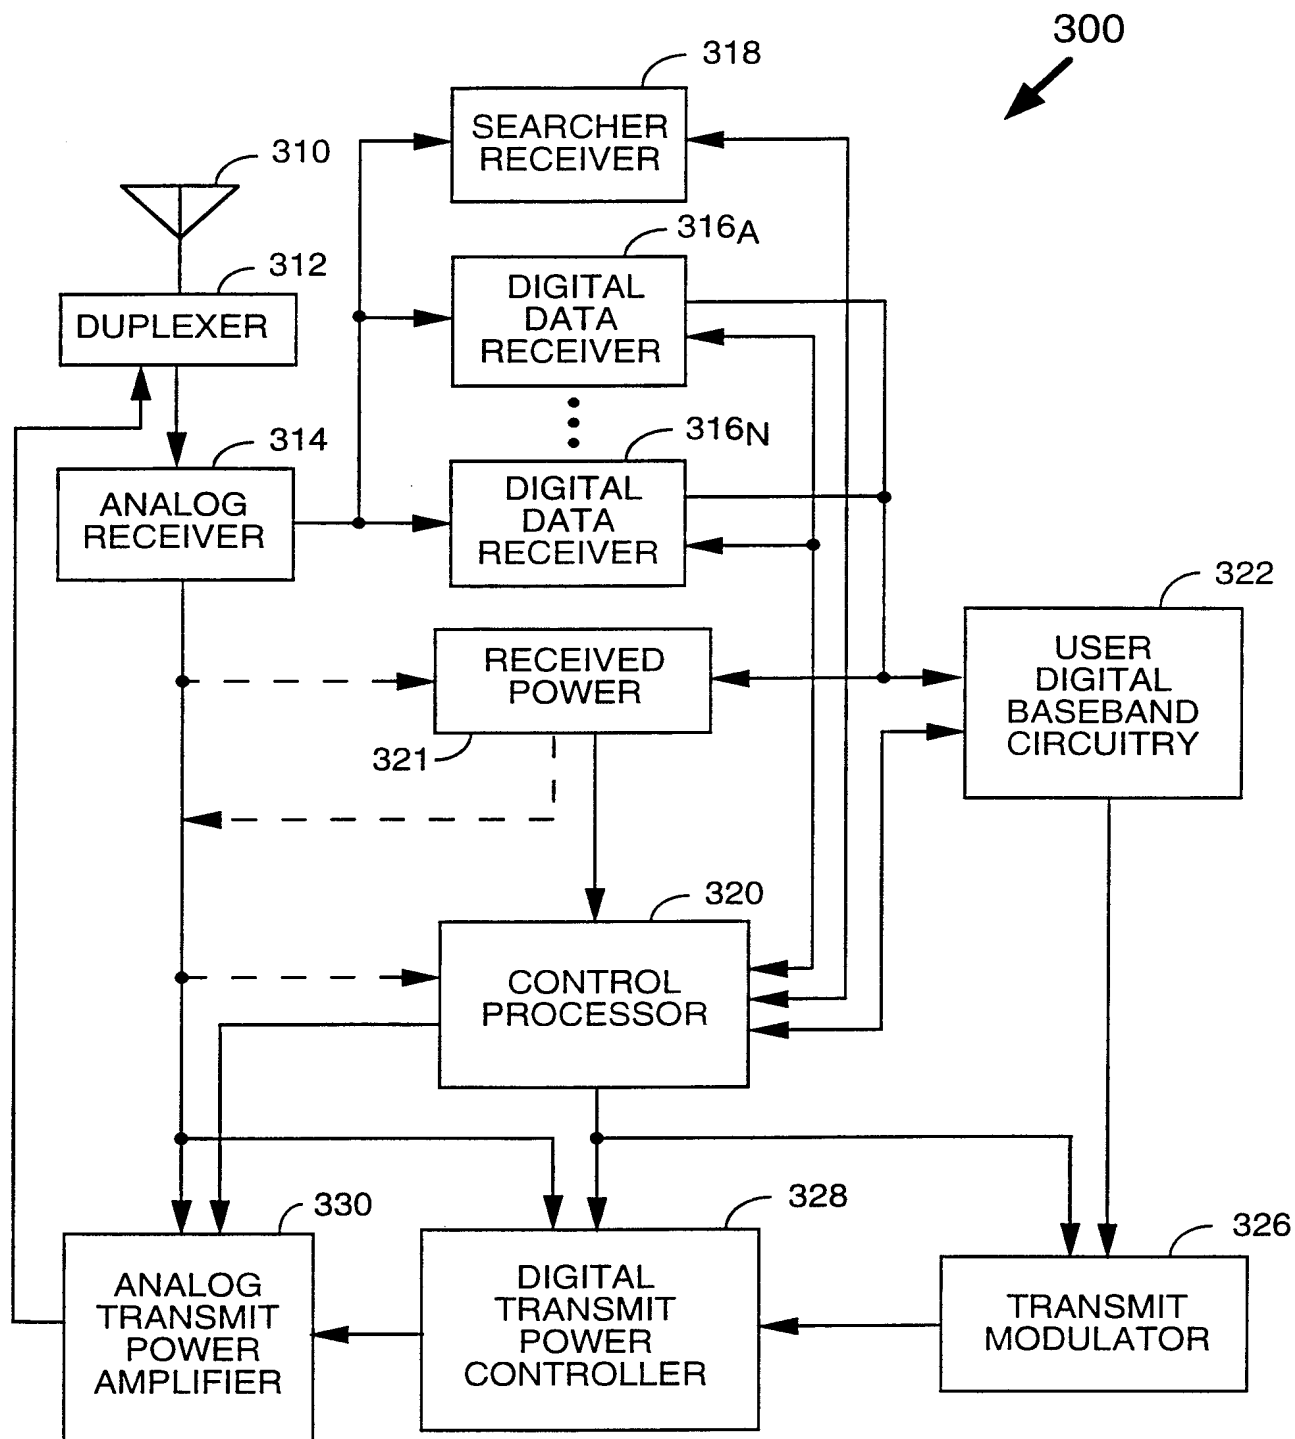 300
318
SEARCHER
RECEIVER
310
316A
DIGITAL
DATA
RECEIVER
312
DUPLEXER
316N
DIGITAL
DATA
RECEIVER
314
ANALOG
RECEIVER
322
USER
DIGITAL
BASEBAND
CIRCUITRY
RECEIVED
POWER
321
320
CONTROL
PROCESSOR
330
ANALOG
TRANSMIT
POWER
AMPLIFIER
328
DIGITAL
TRANSMIT
POWER
CONTROLLER
326
TRANSMIT
MODULATOR